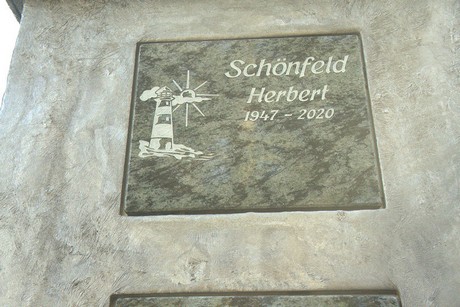 Schönfeld
Herbert
1947 – 2020